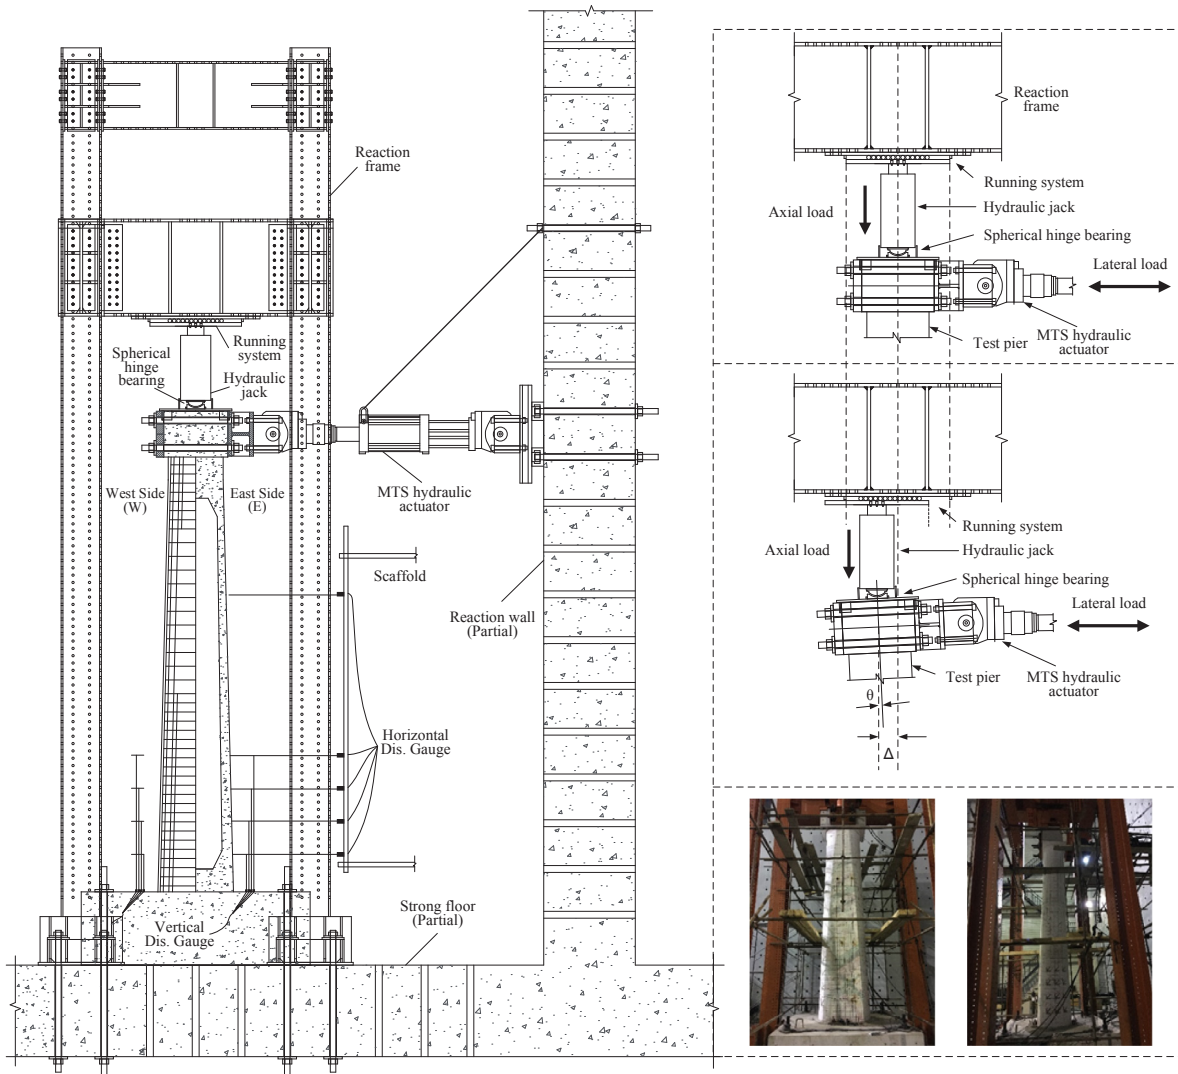 Reaction
frame
Spherical
hinge
bearing
Running
system
Hydraulic
jack
West Side
(W)
East Side
(E)
MTS hydraulic
actuator
Scaffold
Reaction wall
(Partial)
Horizontal
Dis. Gauge
Vertical
Dis. Gauge
Strong floor
(Partial)
Reaction
frame
Running system
Axial load
Hydraulic jack
Spherical hinge bearing
Lateral load
MTS hydraulic
actuator
Test pier
Running system
Axial load
Hydraulic jack
Spherical hinge bearing
Lateral load
Test pier
MTS hydraulic
actuator
θ
Δ